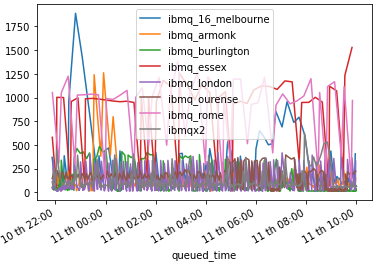 1750
1500
1250
1000
750
500
250
0
ibmq_16_melbourne
ibmq_armonk
ibmq_burlington
ibmq_essex
ibmq_london
ibmq_ourense
ibmq_rome
ibmqx2
10 th 22:00
11 th 00:00
11 th 02:00
11 th 04:00
11 th 06:00
11 th 08:00
11 th 10:00
queued_time